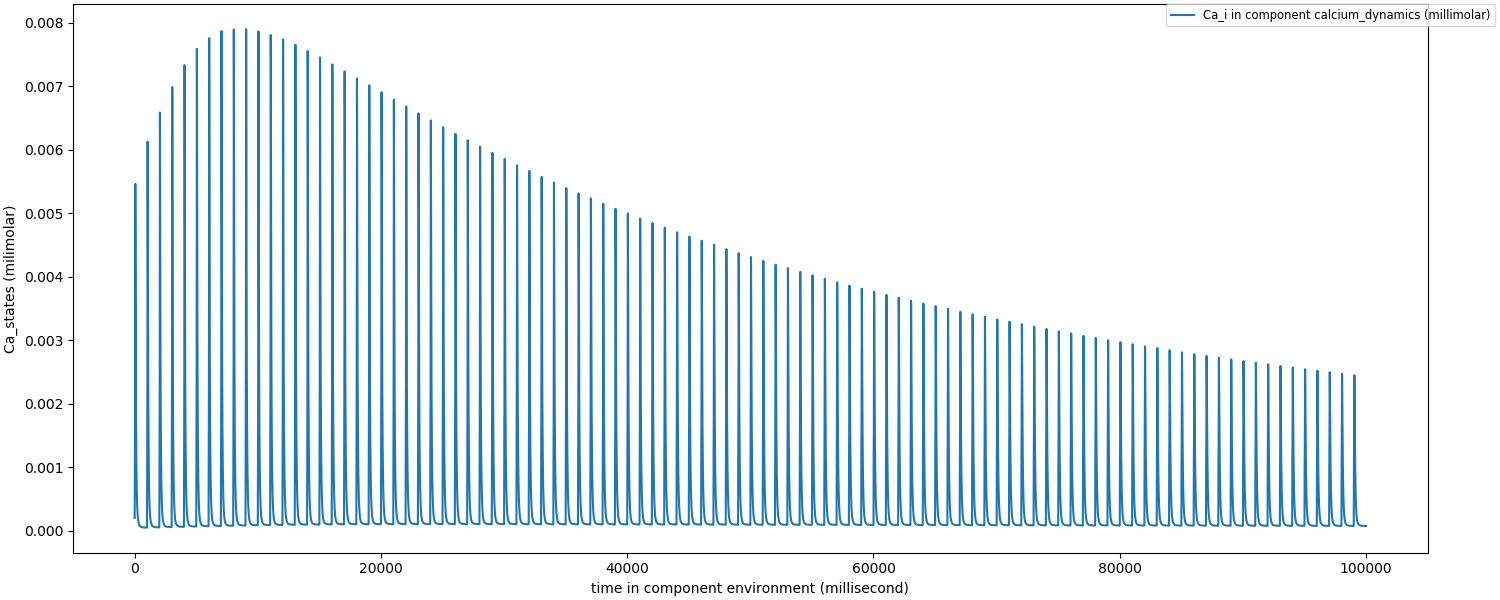 Ca_i in component calcium_dynamics (millimolar)
0.008
0.007
0.006
0.005
0.004
0.003
0.002
0.001
0.000
Ca_states (milimolar)
0 20000 40000 60000 80000 100000
time in component environment (millisecond)